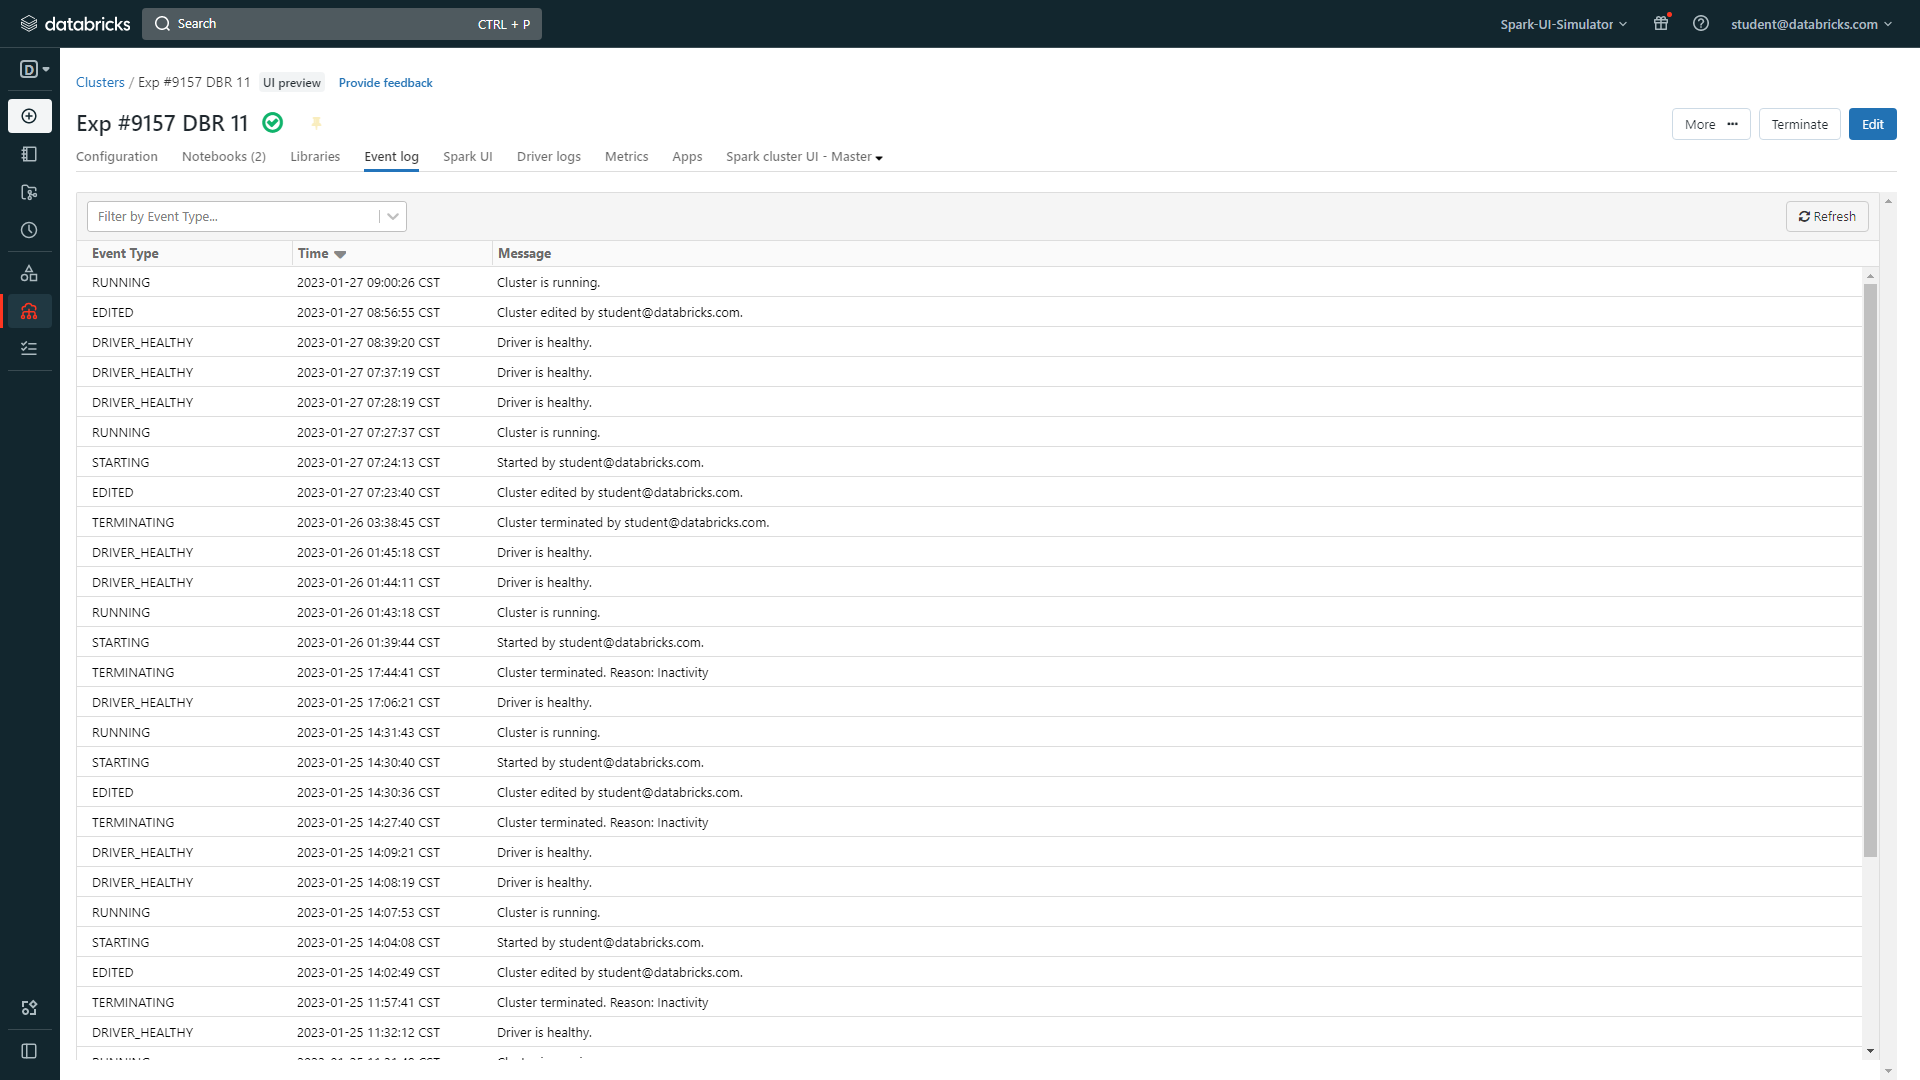 databricks
Search CTRL + P
Spark-UI-Simulator
student@databricks.com
D
Clusters / Exp #9157 DBR 11 UI preview Provide feedback
Exp #9157 DBR 11
More ··· Terminate Edit
Configuration Notebooks (2) Libraries Event log Spark UI Driver logs Metrics Apps Spark cluster UI - Master
Filter by Event Type...
Refresh
Event Type Time Message
RUNNING 2023-01-27 09:00:26 CST Cluster is running.
EDITED 2023-01-27 08:56:55 CST Cluster edited by student@databricks.com.
DRIVER_HEALTHY 2023-01-27 08:39:20 CST Driver is healthy.
DRIVER_HEALTHY 2023-01-27 07:37:19 CST Driver is healthy.
DRIVER_HEALTHY 2023-01-27 07:28:19 CST Driver is healthy.
RUNNING 2023-01-27 07:27:37 CST Cluster is running.
STARTING 2023-01-27 07:24:13 CST Started by student@databricks.com.
EDITED 2023-01-27 07:23:40 CST Cluster edited by student@databricks.com.
TERMINATING 2023-01-26 03:38:45 CST Cluster terminated by student@databricks.com.
DRIVER_HEALTHY 2023-01-26 01:45:18 CST Driver is healthy.
DRIVER_HEALTHY 2023-01-26 01:44:11 CST Driver is healthy.
RUNNING 2023-01-26 01:43:18 CST Cluster is running.
STARTING 2023-01-26 01:39:44 CST Started by student@databricks.com.
TERMINATING 2023-01-25 17:44:41 CST Cluster terminated. Reason: Inactivity
DRIVER_HEALTHY 2023-01-25 17:06:21 CST Driver is healthy.
RUNNING 2023-01-25 14:31:43 CST Cluster is running.
STARTING 2023-01-25 14:30:40 CST Started by student@databricks.com.
EDITED 2023-01-25 14:30:36 CST Cluster edited by student@databricks.com.
TERMINATING 2023-01-25 14:27:40 CST Cluster terminated. Reason: Inactivity
DRIVER_HEALTHY 2023-01-25 14:09:21 CST Driver is healthy.
DRIVER_HEALTHY 2023-01-25 14:08:19 CST Driver is healthy.
RUNNING 2023-01-25 14:07:53 CST Cluster is running.
STARTING 2023-01-25 14:04:08 CST Started by student@databricks.com.
EDITED 2023-01-25 14:02:49 CST Cluster edited by student@databricks.com.
TERMINATING 2023-01-25 11:57:41 CST Cluster terminated. Reason: Inactivity
DRIVER_HEALTHY 2023-01-25 11:32:12 CST Driver is healthy.